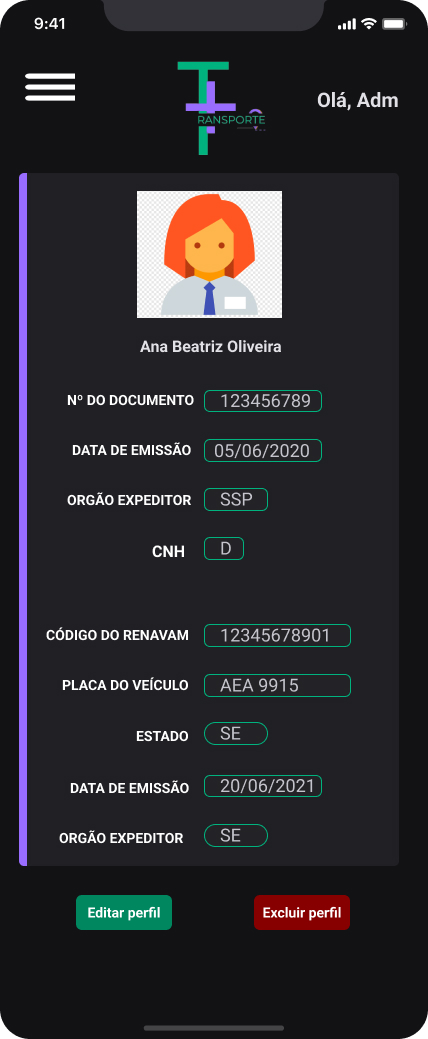 9:41
Olá, Adm
RANSPORTE
Ana Beatriz Oliveira
Nº DO DOCUMENTO 123456789
DATA DE EMISSÃO 05/06/2020
ORGÃO EXPEDITOR SSP
CNH D
CÓDIGO DO RENAVAM 12345678901
PLACA DO VEÍCULO AEA 9915
ESTADO SE
DATA DE EMISSÃO 20/06/2021
ORGÃO EXPEDITOR SE
Editar perfil Excluir perfil